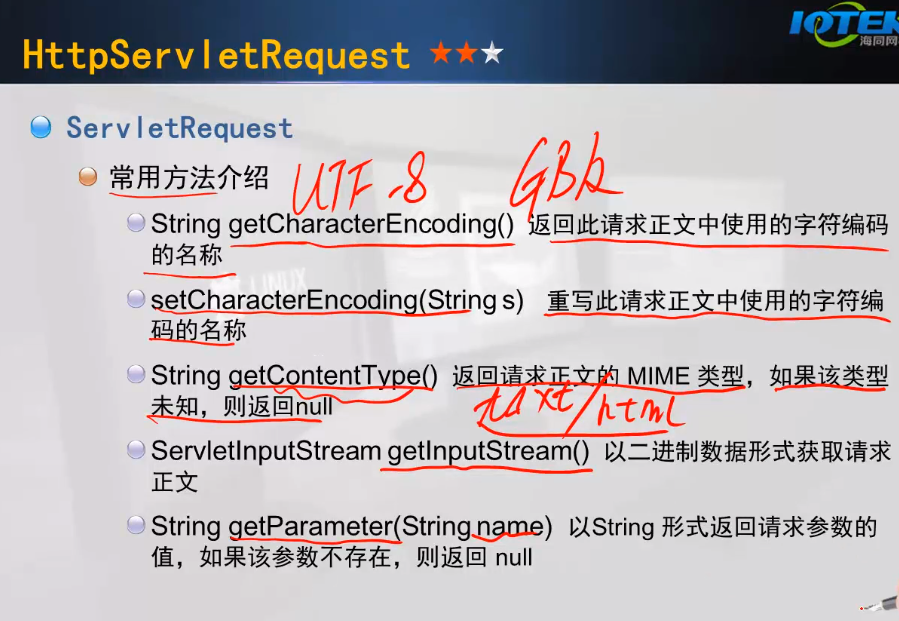 IOTEK
海同网
HttpServletRequest
ServletRequest
常用方法介绍
UTF-8 GBK
String getCharacterEncoding() 返回此请求正文中使用的字符编码
的名称
setCharacterEncoding(String s) 重写此请求正文中使用的字符编
码的名称
String getContentType() 返回请求正文的 MIME 类型，如果该类型
未知，则返回null
text/html
ServletInputStream getInputStream() 以二进制数据形式获取请求
正文
String getParameter(String name) 以String 形式返回请求参数的
值，如果该参数不存在，则返回 null